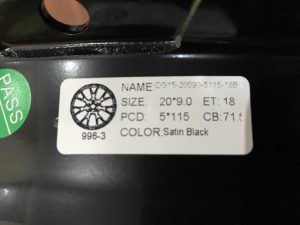 PASS
NAME: DG15-20090-5115-18B
SIZE: 20*9.0 ET: 18
PCD: 5*115 CB: 71.5
996-3
COLOR: Satin Black